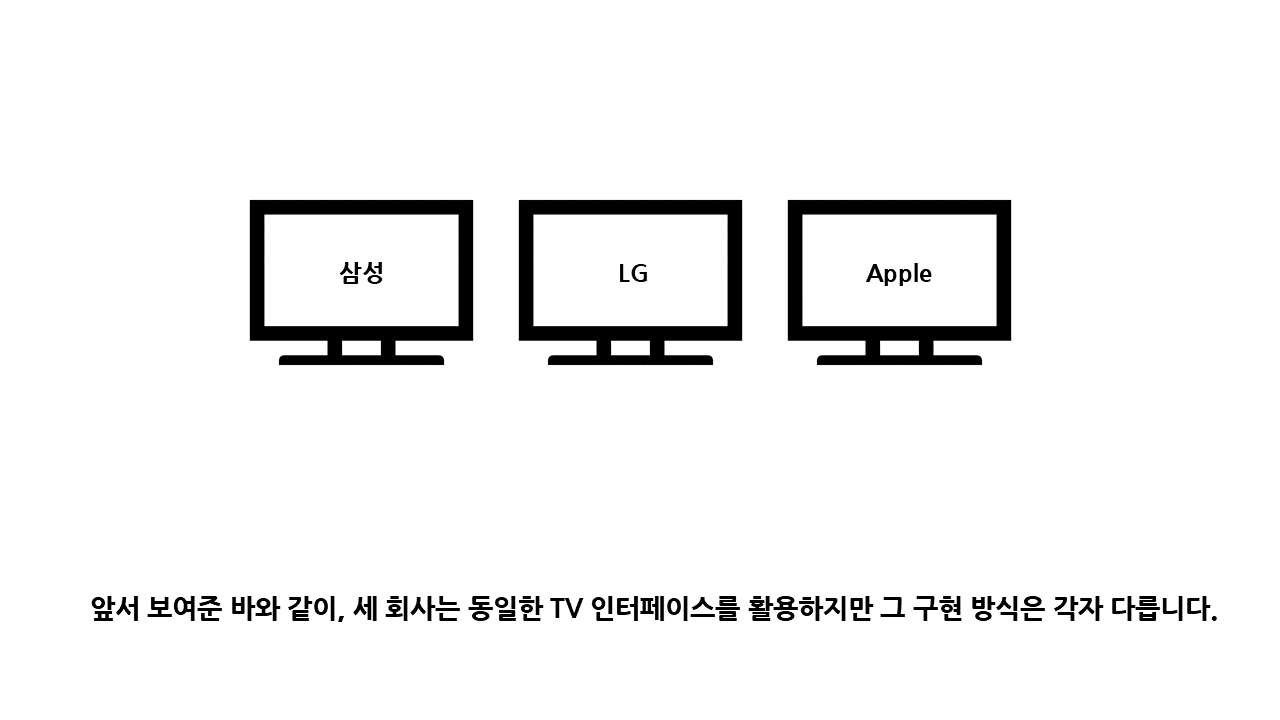 삼성
LG
Apple
앞서 보여준 바와 같이, 세 회사는 동일한 TV 인터페이스를 활용하지만 그 구현 방식은 각자 다릅니다.